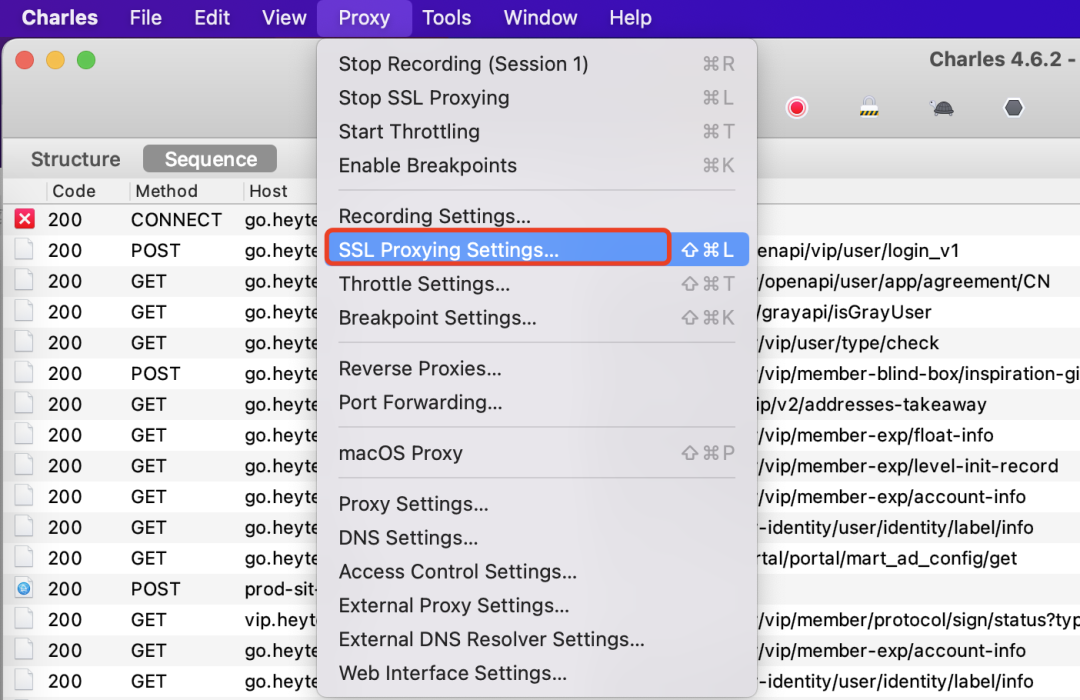 Charles File Edit View Proxy Tools Window Help
Charles 4.6.2 -
Stop Recording (Session 1) ⌘R
Stop SSL Proxying ⌘L
Start Throttling ⌘T
Enable Breakpoints ⌘K
Recording Settings...
SSL Proxying Settings... ⇧⌘L
Throttle Settings... ⇧⌘T
Breakpoint Settings... ⇧⌘K
Reverse Proxies...
Port Forwarding...
macOS Proxy ⇧⌘P
Proxy Settings...
DNS Settings...
Access Control Settings...
External Proxy Settings...
External DNS Resolver Settings...
Web Interface Settings...
Structure Sequence
Code Method Host
200 CONNECT go.heyte
200 POST go.heyte enapi/vip/user/login_v1
200 GET go.heyte /openapi/user/app/agreement/CN
200 GET go.heyte /grayapi/isGrayUser
200 GET go.heyte /vip/user/type/check
200 POST go.heyte /vip/member-blind-box/inspiration-gi
200 GET go.heyte ip/v2/addresses-takeaway
200 GET go.heyte /vip/member-exp/float-info
200 GET go.heyte /vip/member-exp/level-init-record
200 GET go.heyte /vip/member-exp/account-info
200 GET go.heyte -identity/user/identity/label/info
200 GET go.heyte rtal/portal/mart_ad_config/get
200 POST prod-sit-
200 GET vip.heyt /vip/member/protocol/sign/status?typ
200 GET go.heyte /vip/member-exp/account-info
200 GET go.heyte -identity/user/identity/label/info